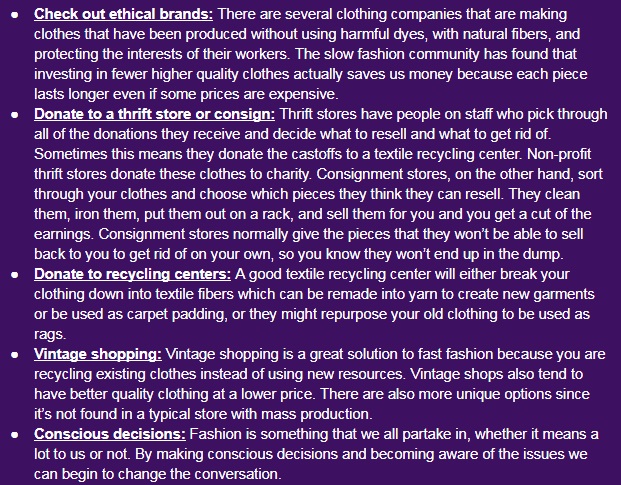 ● Check out ethical brands: There are several clothing companies that are making
clothes that have been produced without using harmful dyes, with natural fibers, and
protecting the interests of their workers. The slow fashion community has found that
investing in fewer higher quality clothes actually saves us money because each piece
lasts longer even if some prices are expensive.
● Donate to a thrift store or consign: Thrift stores have people on staff who pick through
all of the donations they receive and decide what to resell and what to get rid of.
Sometimes this means they donate the castoffs to a textile recycling center. Non-profit
thrift stores donate these clothes to charity. Consignment stores, on the other hand, sort
through your clothes and choose which pieces they think they can resell. They clean
them, iron them, put them out on a rack, and sell them for you and you get a cut of the
earnings. Consignment stores normally give the pieces that they won’t be able to sell
back to you to get rid of on your own, so you know they won’t end up in the dump.
● Donate to recycling centers: A good textile recycling center will either break your
clothing down into textile fibers which can be remade into yarn to create new garments
or be used as carpet padding, or they might repurpose your old clothing to be used as
rags.
● Vintage shopping: Vintage shopping is a great solution to fast fashion because you are
recycling existing clothes instead of using new resources. Vintage shops also tend to
have better quality clothing at a lower price. There are also more unique options since
it’s not found in a typical store with mass production.
● Conscious decisions: Fashion is something that we all partake in, whether it means a
lot to us or not. By making conscious decisions and becoming aware of the issues we
can begin to change the conversation.